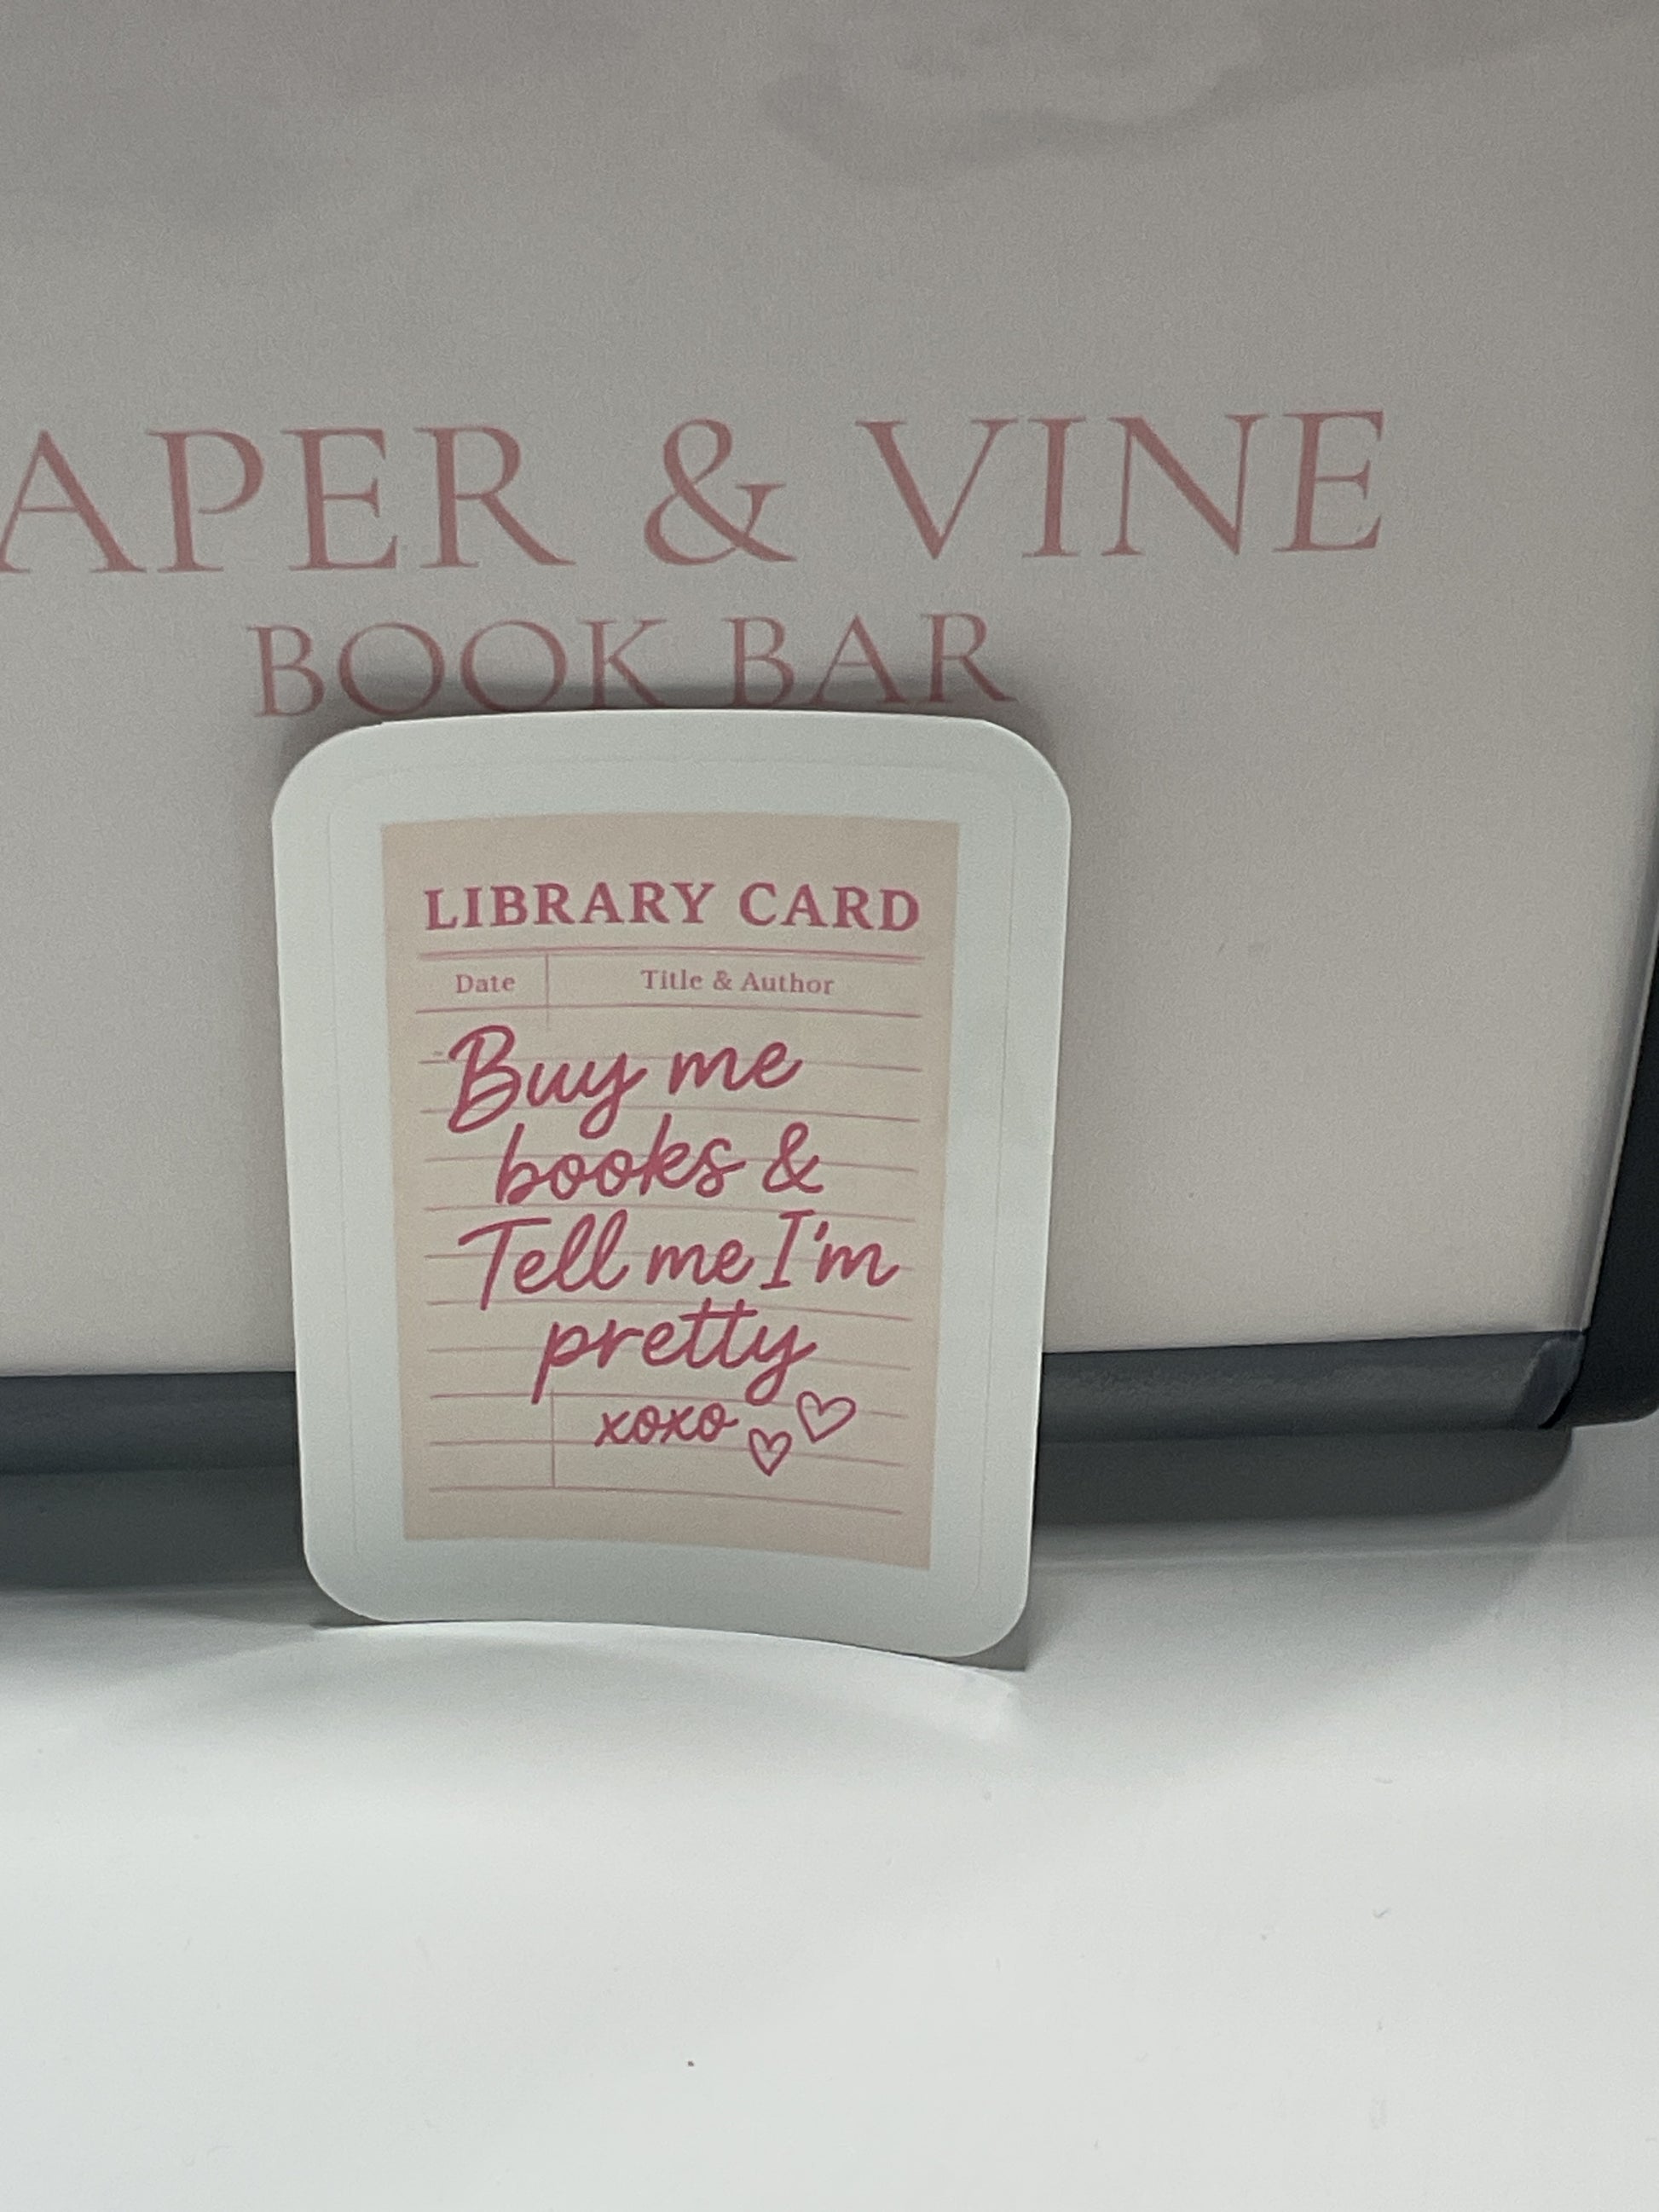 APER & VINE
BOOK BAR
LIBRARY CARD
Date Title & Author
Buy me
books &
Tell me I'm
pretty
xoxo